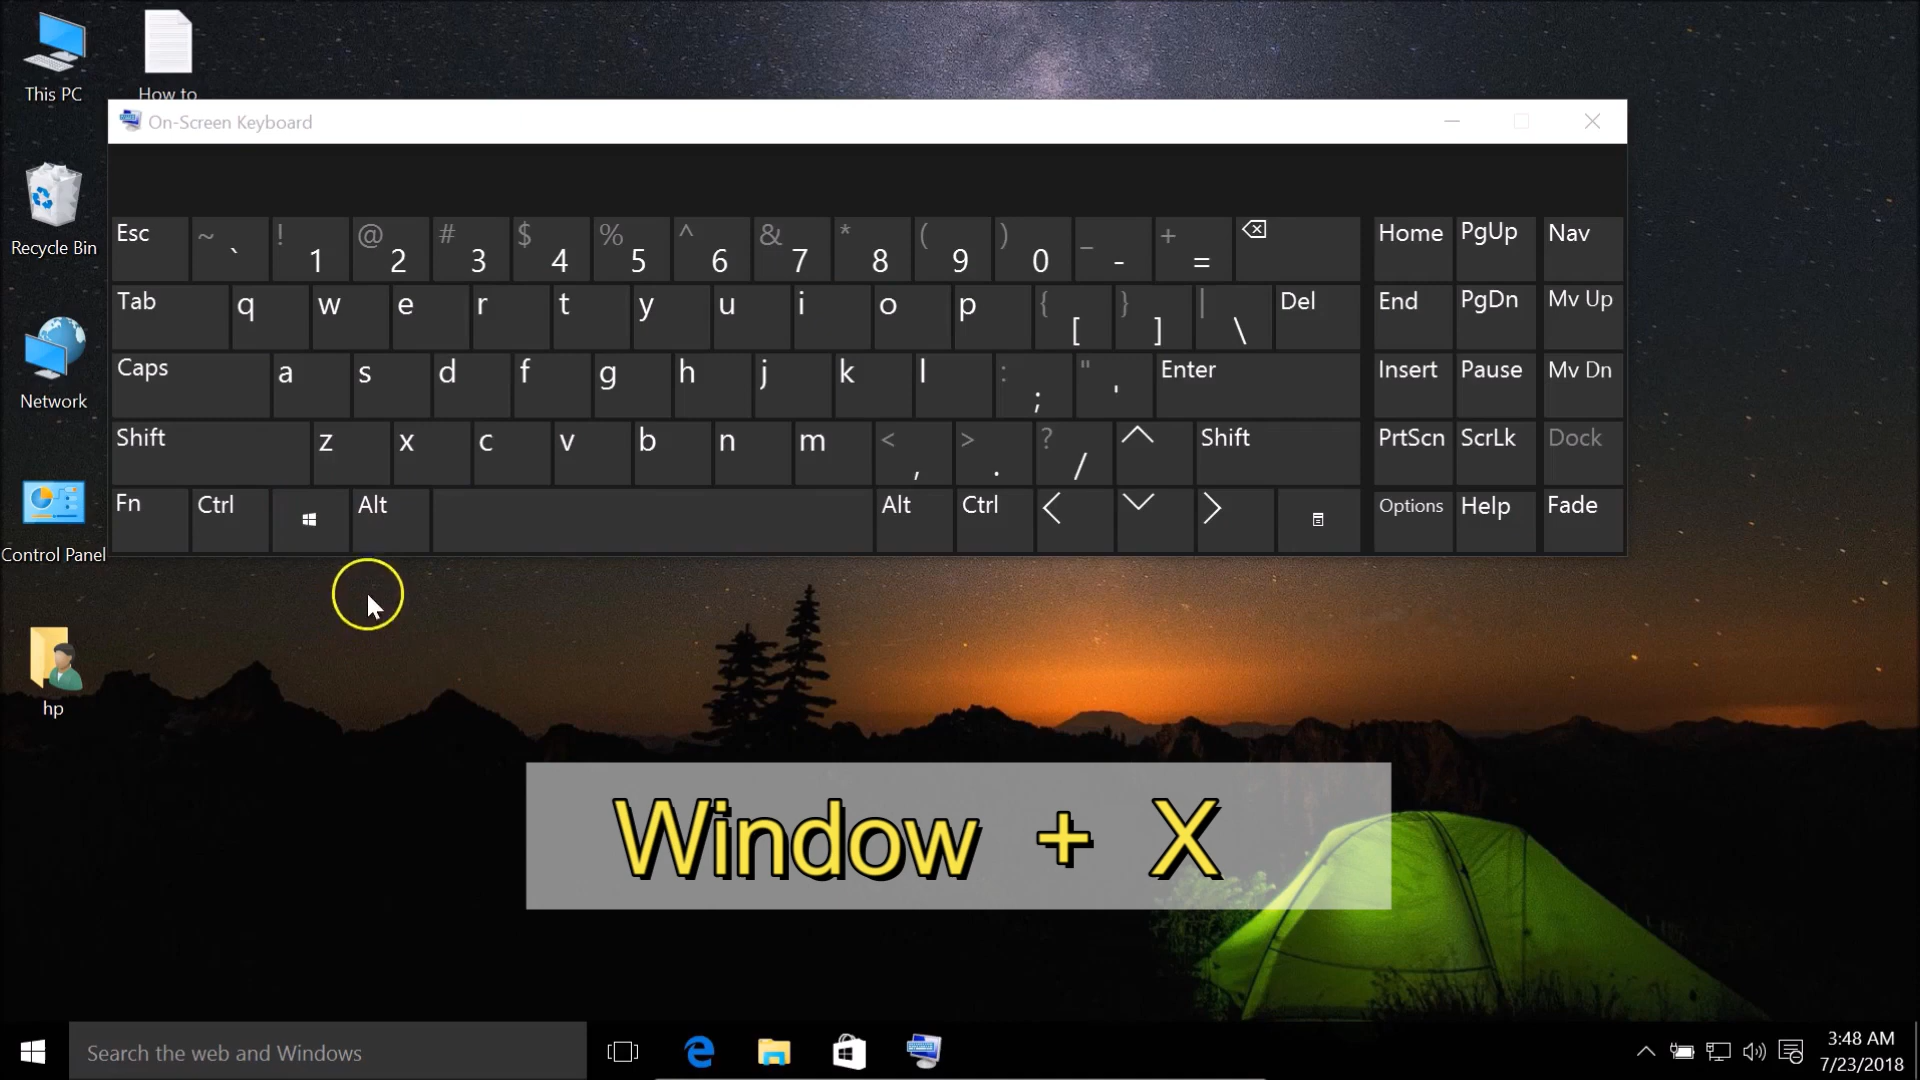 This PC
How to
On-Screen Keyboard
Recycle Bin
Network
Control Panel
hp
Esc ~ ` ! 1 @ 2 # 3 $ 4 % 5 ^ 6 & 7 * 8 ( 9 ) 0 _ - + = Home PgUp Nav
Tab q w e r t y u i o p { [ } ] | \ Del End PgDn Mv Up
Caps a s d f g h j k l : ; " ' Enter Insert Pause Mv Dn
Shift z x c v b n m < , > . ? / Shift PrtScn ScrLk Dock
Fn Ctrl Alt Alt Ctrl Options Help Fade
Window + X
Search the web and Windows
3:48 AM
7/23/2018